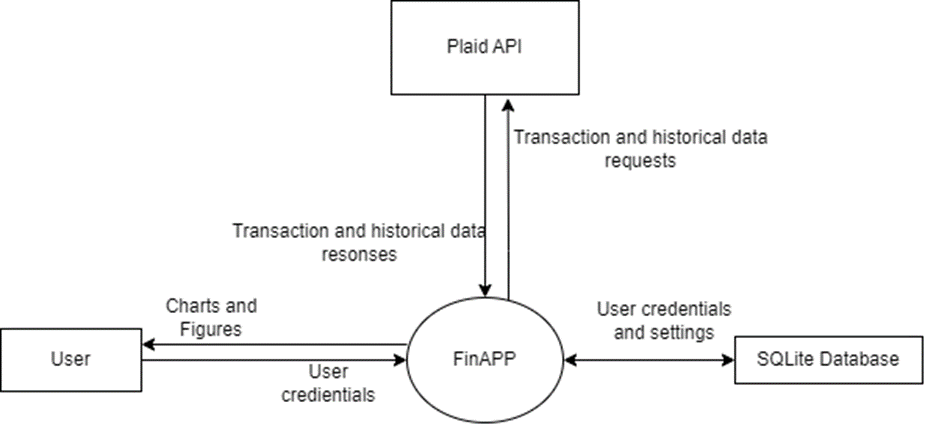 Plaid API
Transaction and historical data
requests
Transaction and historical data
resonses
Charts and
Figures
User credentials
and settings
User
FinAPP
SQLite Database
User
credientials